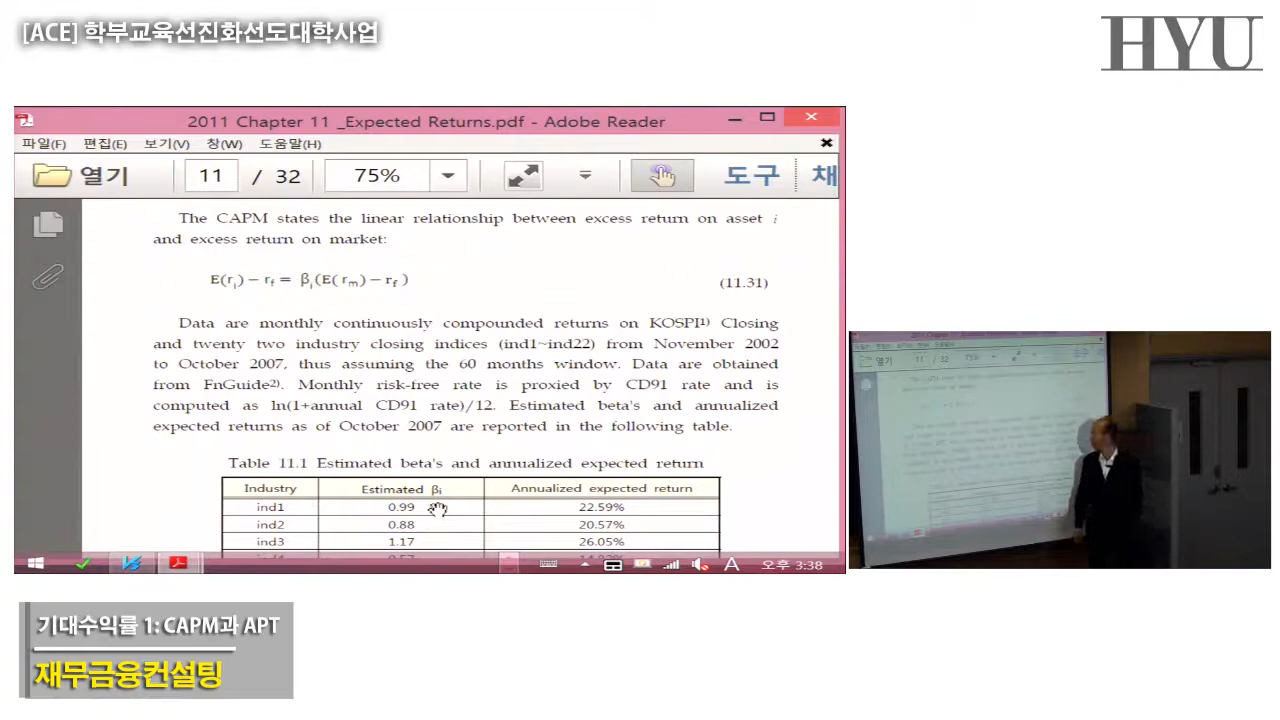 [ACE] 학부교육선진화선도대학사업
HYU
2011 Chapter 11 _Expected Returns.pdf - Adobe Reader
파일(F) 편집(E) 보기(V) 창(W) 도움말(H)
열기 11 / 32 75% 도구 채
The CAPM states the linear relationship between excess return on asset i
and excess return on market:
E(ri) − rf = βi(E(rm) − rf) (11.31)
Data are monthly continuously compounded returns on KOSPI1) Closing
and twenty two industry closing indices (ind1~ind22) from November 2002
to October 2007, thus assuming the 60 months window. Data are obtained
from FnGuide2). Monthly risk-free rate is proxied by CD91 rate and is
computed as ln(1+annual CD91 rate)/12. Estimated beta's and annualized
expected returns as of October 2007 are reported in the following table.
Table 11.1 Estimated beta's and annualized expected return
Industry Estimated βi Annualized expected return
ind1 0.99 22.59%
ind2 0.88 20.57%
ind3 1.17 26.05%
A 오후 3:38
열기 11 / 32 75%
기대수익률 1: CAPM과 APT
재무금융컨설팅